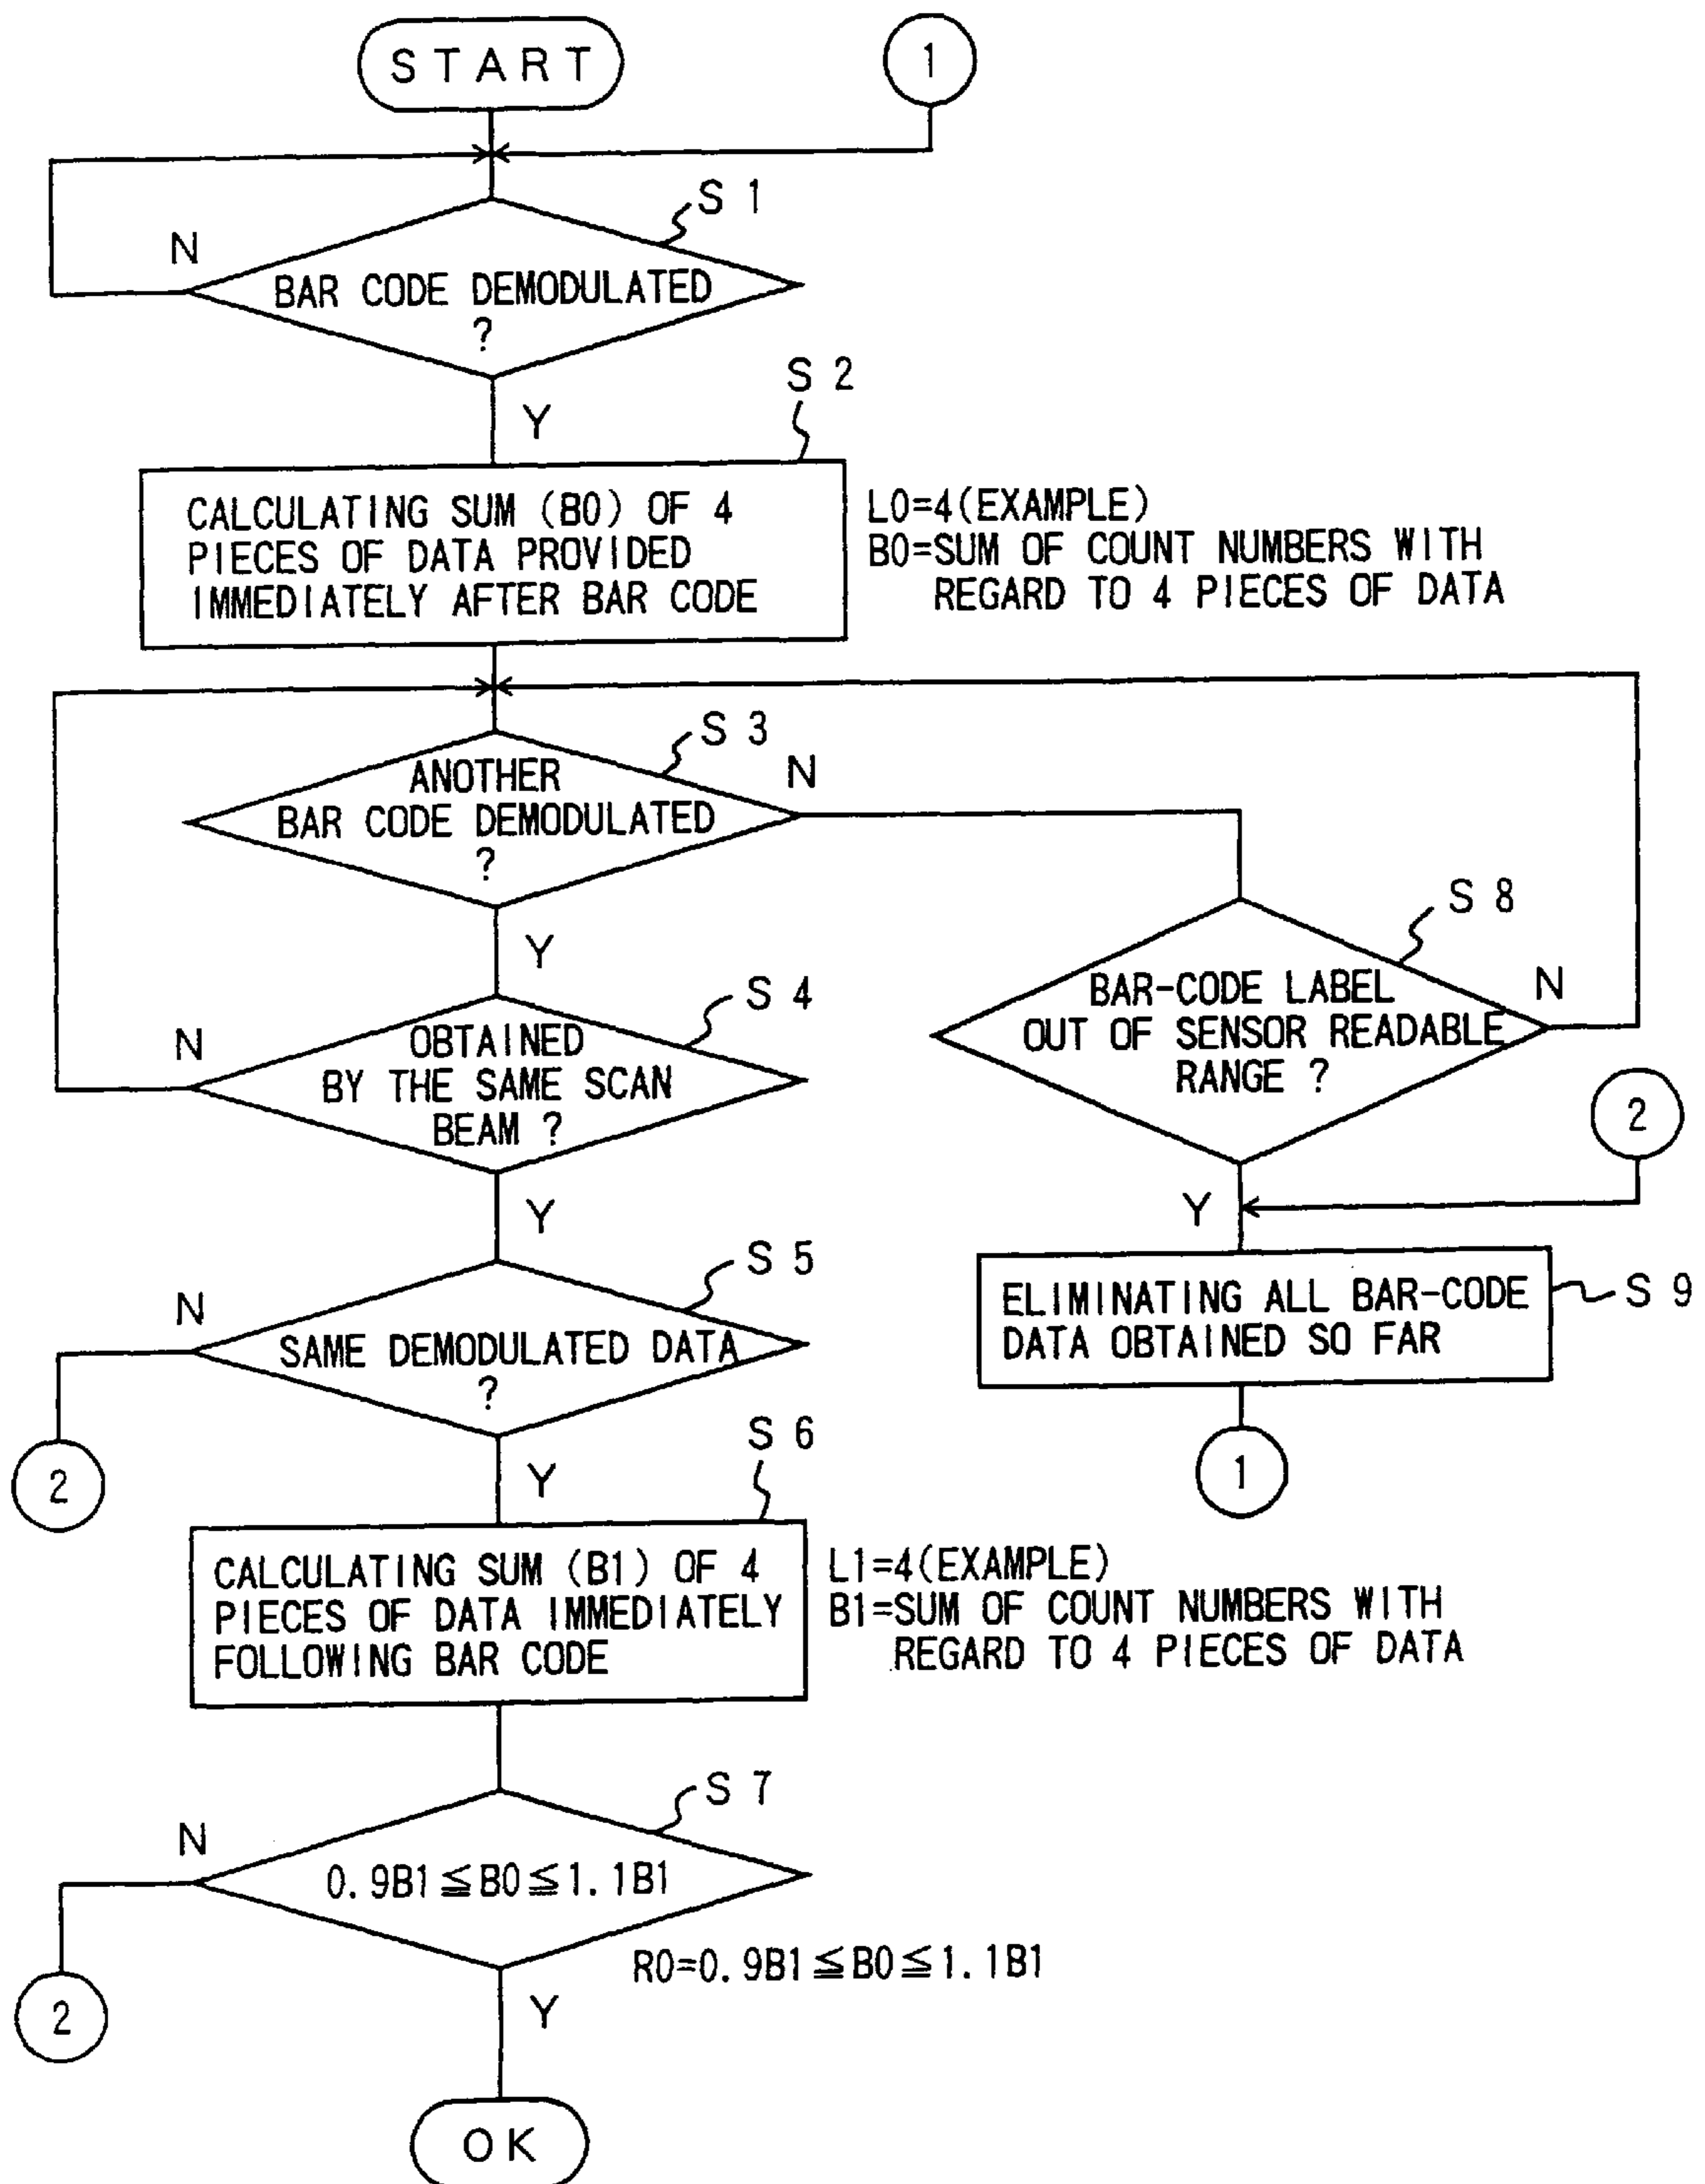 START
1
S 1
N
BAR CODE DEMODULATED
?
Y
S 2
CALCULATING SUM (B0) OF 4
PIECES OF DATA PROVIDED
IMMEDIATELY AFTER BAR CODE
L0=4(EXAMPLE)
B0=SUM OF COUNT NUMBERS WITH
REGARD TO 4 PIECES OF DATA
S 3
N
ANOTHER
BAR CODE DEMODULATED
?
Y
S 8
BAR-CODE LABEL
OUT OF SENSOR READABLE
RANGE ?
N
Y
2
S 4
N
OBTAINED
BY THE SAME SCAN
BEAM ?
Y
S 9
ELIMINATING ALL BAR-CODE
DATA OBTAINED SO FAR
1
S 5
N
SAME DEMODULATED DATA
?
2
Y
S 6
CALCULATING SUM (B1) OF 4
PIECES OF DATA IMMEDIATELY
FOLLOWING BAR CODE
L1=4(EXAMPLE)
B1=SUM OF COUNT NUMBERS WITH
REGARD TO 4 PIECES OF DATA
S 7
N
0.9B1≦B0≦1.1B1
R0=0.9B1≦B0≦1.1B1
2
Y
OK